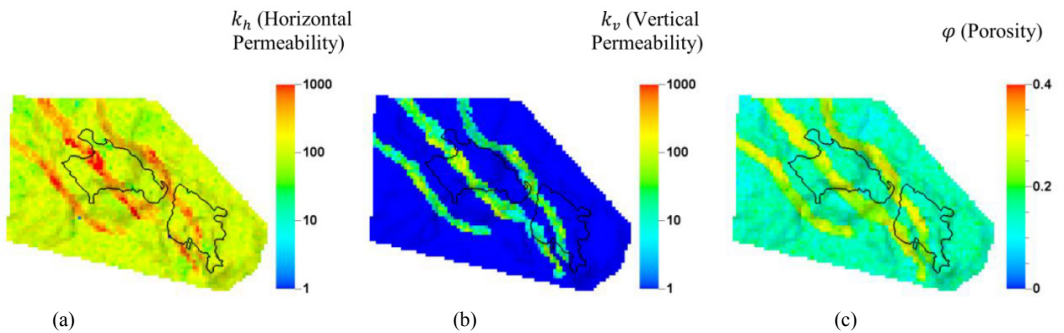 k_h (Horizontal
Permeability)
1000
100
10
1
(a)
k_v (Vertical
Permeability)
1000
100
10
1
(b)
φ (Porosity)
0.4
0.2
0
(c)